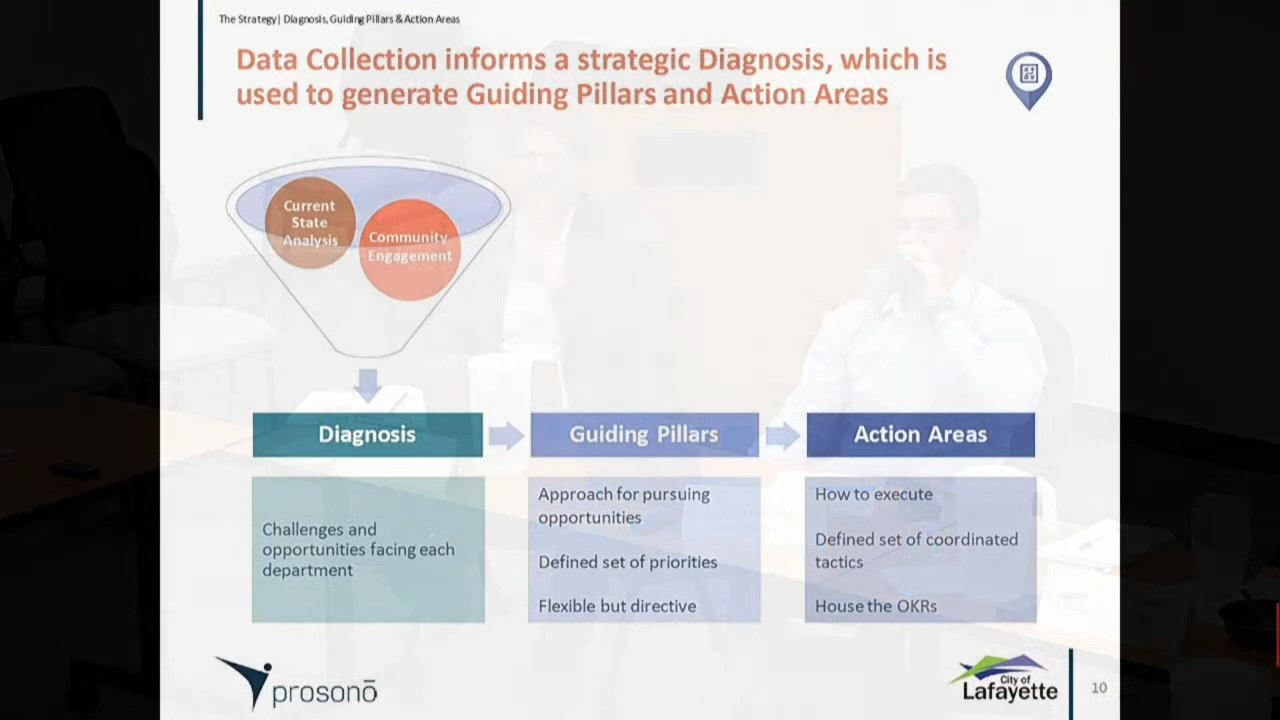 The Strategy| Diagnosis, Guiding Pillars & Action Areas
Data Collection informs a strategic Diagnosis, which is
used to generate Guiding Pillars and Action Areas
Current
State
Analysis
Community
Engagement
Diagnosis
Guiding Pillars
Action Areas
Challenges and
opportunities facing each
department
Approach for pursuing
opportunities
Defined set of priorities
Flexible but directive
How to execute
Defined set of coordinated
tactics
House the OKRs
prosonō
City of
Lafayette
10